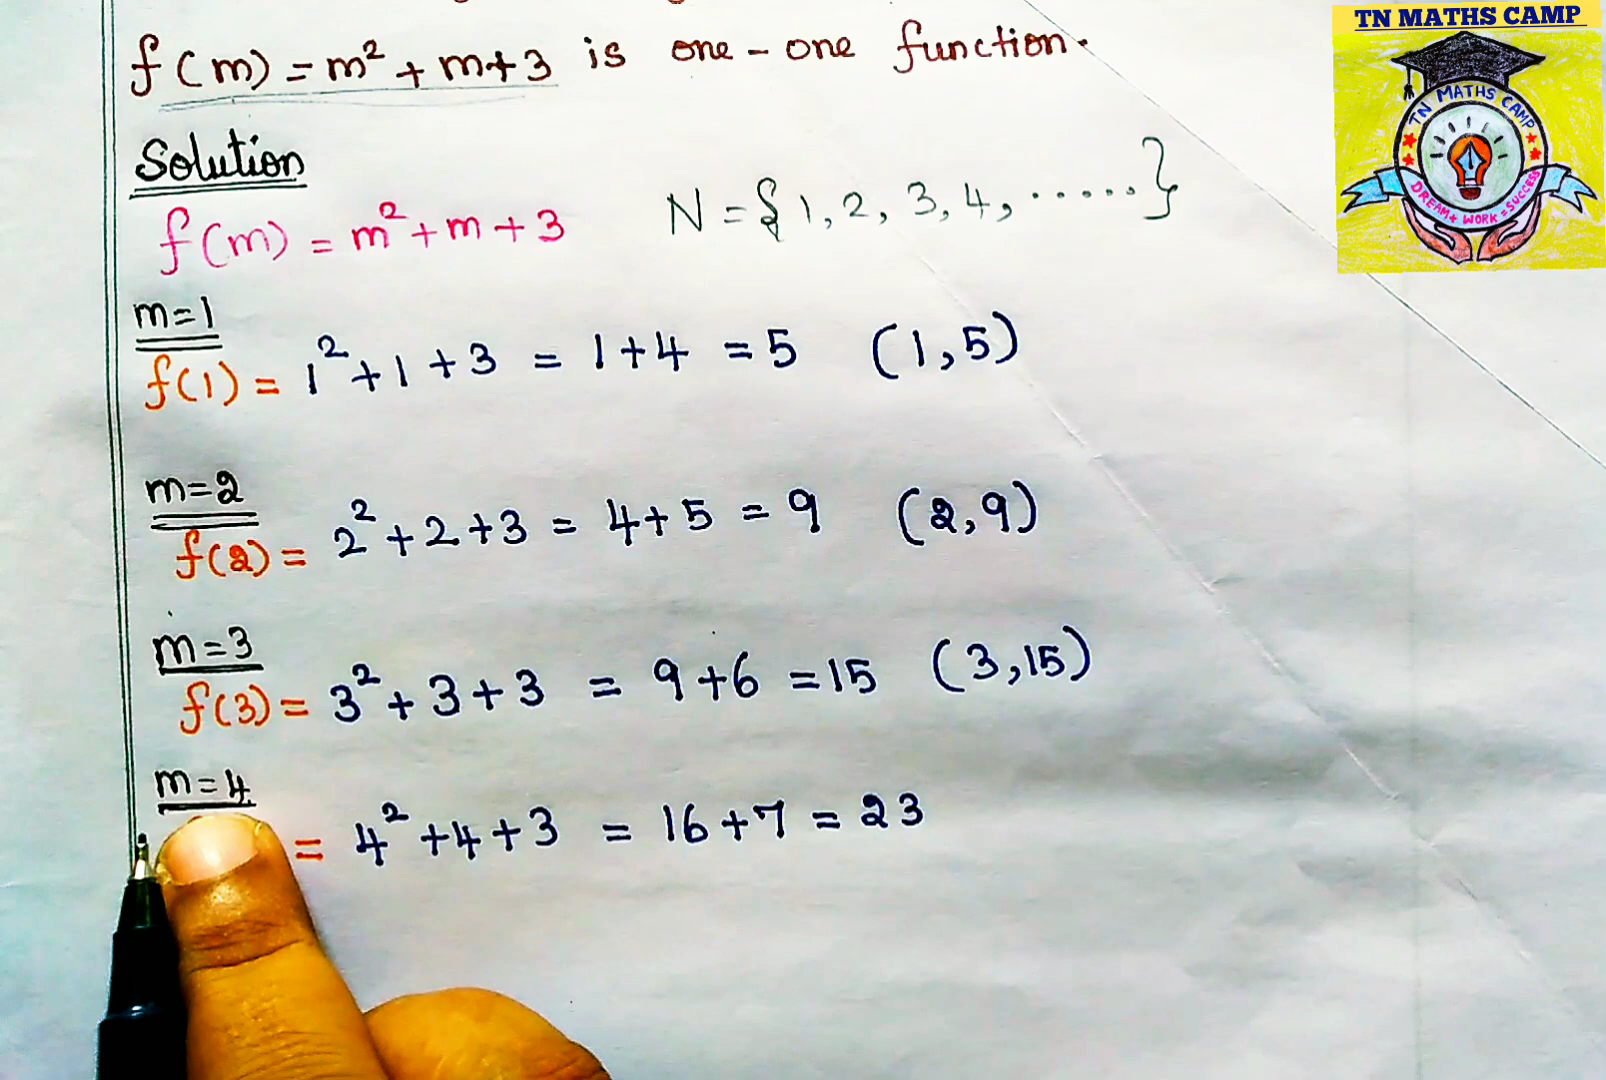 f(m) = m² + m + 3 is one - one function.
Solution
f(m) = m² + m + 3 N = {1, 2, 3, 4, ......}
m=1
f(1) = 1² + 1 + 3 = 1 + 4 = 5 (1,5)
m=2
f(2) = 2² + 2 + 3 = 4 + 5 = 9 (2,9)
m=3
f(3) = 3² + 3 + 3 = 9 + 6 = 15 (3,15)
m=4
= 4² + 4 + 3 = 16 + 7 = 23
TN MATHS CAMP
TN MATHS CAMP
DREAM + WORK = SUCCESS